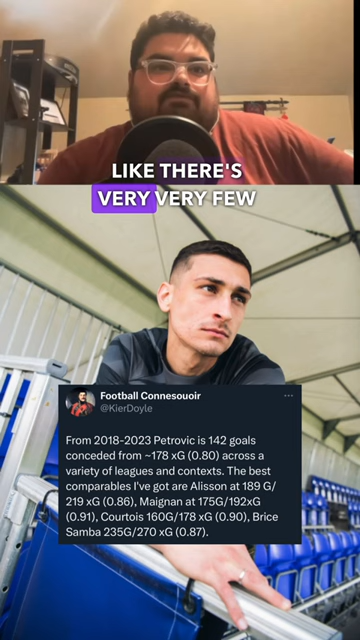 LIKE THERE'S
VERY VERY FEW
Football Connesouoir
@KierDoyle
From 2018-2023 Petrovic is 142 goals
conceded from ~178 xG (0.80) across a
variety of leagues and contexts. The best
comparables I've got are Alisson at 189 G/
219 xG (0.86), Maignan at 175G/192xG
(0.91), Courtois 160G/178 xG (0.90), Brice
Samba 235G/270 xG (0.87).